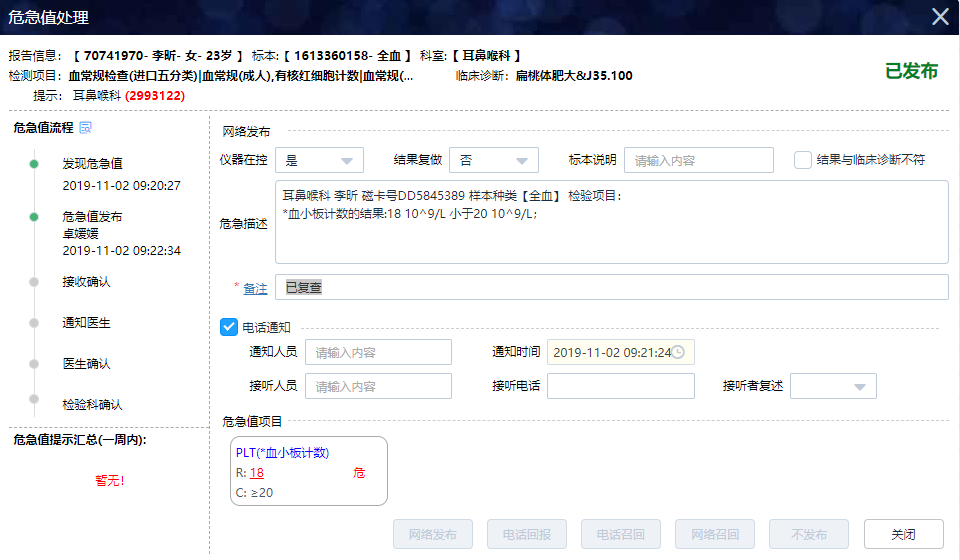 危急值处理
报告信息： 【 70741970- 李昕- 女- 23岁 】 标本:【 1613360158- 全血 】 科室:【 耳鼻喉科 】
检测项目: 血常规检查(进口五分类)|血常规(成人),有核红细胞计数|血常规(... 临床诊断: 扁桃体肥大&J35.100
已发布
提示: 耳鼻喉科 (2993122)
危急值流程
发现危急值
2019-11-02 09:20:27
危急值发布
卓媛媛
2019-11-02 09:22:34
接收确认
通知医生
医生确认
检验科确认
危急值提示汇总(一周内):
暂无!
网络发布
仪器在控 是 结果复做 否 标本说明 请输入内容 结果与临床诊断不符
危急描述
耳鼻喉科 李昕 磁卡号DD5845389 样本种类【全血】 检验项目:
*血小板计数的结果:18 10^9/L 小于20 10^9/L;
* 备注 已复查
电话通知
通知人员 请输入内容 通知时间 2019-11-02 09:21:24
接听人员 请输入内容 接听电话 接听者复述
危急值项目
PLT(*血小板计数)
R: 18 危
C: ≥20
网络发布 电话回报 电话召回 网络召回 不发布 关闭